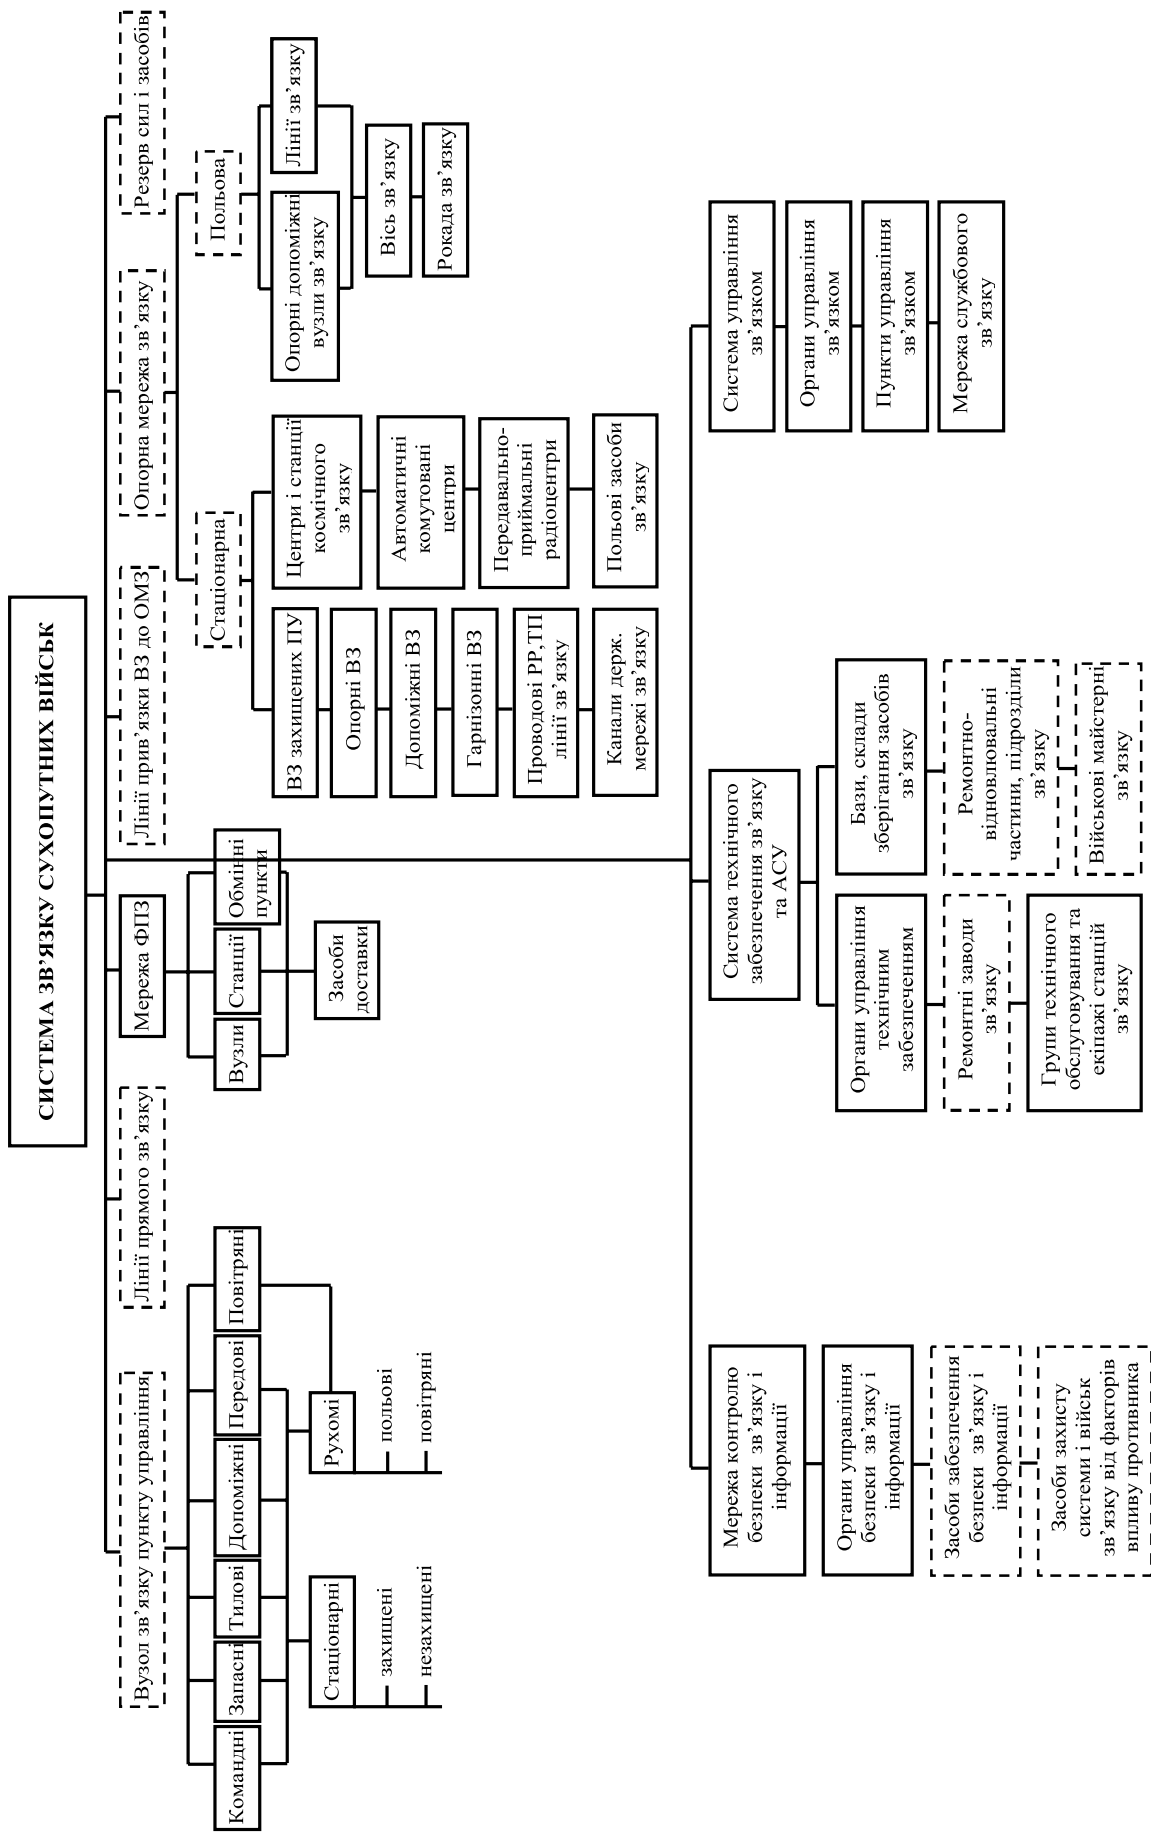 СИСТЕМА ЗВ’ЯЗКУ СУХОПУТНИХ ВІЙСЬК
Вузол зв’язку пункту управління
Лінії прямого зв’язку
Мережа ФПЗ
Лінії прив’язки ВЗ до ОМЗ
Опорна мережа зв’язку
Резерв сил і засобів
Командні
Запасні
Тилові
Допоміжні
Передові
Повітряні
Стаціонарні
захищені
незахищені
Рухомі
польові
повітряні
Вузли
Станції
Обмінні
пункти
Засоби
доставки
Стаціонарна
Польова
ВЗ захищених ПУ
Опорні ВЗ
Допоміжні ВЗ
Гарнізонні ВЗ
Проводові РР,ТП
лінії зв’язку
Канали держ.
мережі зв’язку
Центри і станції
космічного
зв’язку
Автоматичні
комутовані
центри
Передавально-
приймальні
радіоцентри
Польові засоби
зв’язку
Опорні допоміжні
вузли зв’язку
Лінії зв’язку
Вісь зв’язку
Рокада зв’язку
Мережа контролю
безпеки зв’язку і
інформації
Органи управління
безпеки зв’язку і
інформації
Засоби забезпечення
безпеки зв’язку і
інформації
Засоби захисту
системи і військ
зв’язку від факторів
впливу противника
Система технічного
забезпечення зв’язку
та АСУ
Органи управління
технічним
забезпеченням
Ремонтні заводи
зв’язку
Групи технічного
обслуговування та
екіпажі станцій
зв’язку
Бази, склади
зберігання засобів
зв’язку
Ремонтно-
відновлювальні
частини, підрозділи
зв’язку
Військові майстерні
зв’язку
Система управління
зв’язком
Органи управління
зв’язком
Пункти управління
зв’язком
Мережа службового
зв’язку